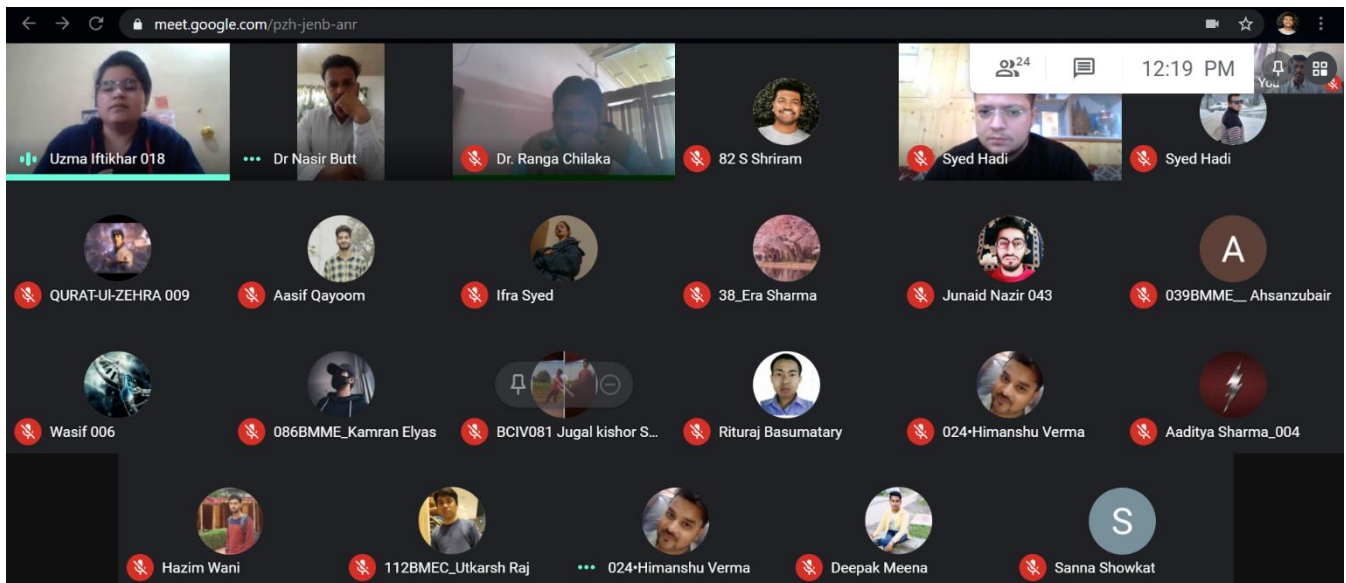 meet.google.com/pzh-jenb-anr
24
12:19 PM
You
Uzma Iftikhar 018
Dr Nasir Butt
Dr. Ranga Chilaka
82 S Shriram
Syed Hadi
Syed Hadi
QURAT-Ul-ZEHRA 009
Aasif Qayoom
Ifra Syed
38_Era Sharma
Junaid Nazir 043
A
039BMME__ Ahsanzubair
Wasif 006
086BMME_Kamran Elyas
BCIV081 Jugal kishor S...
Rituraj Basumatary
024•Himanshu Verma
Aaditya Sharma_004
Hazim Wani
112BMEC_Utkarsh Raj
024•Himanshu Verma
Deepak Meena
S
Sanna Showkat